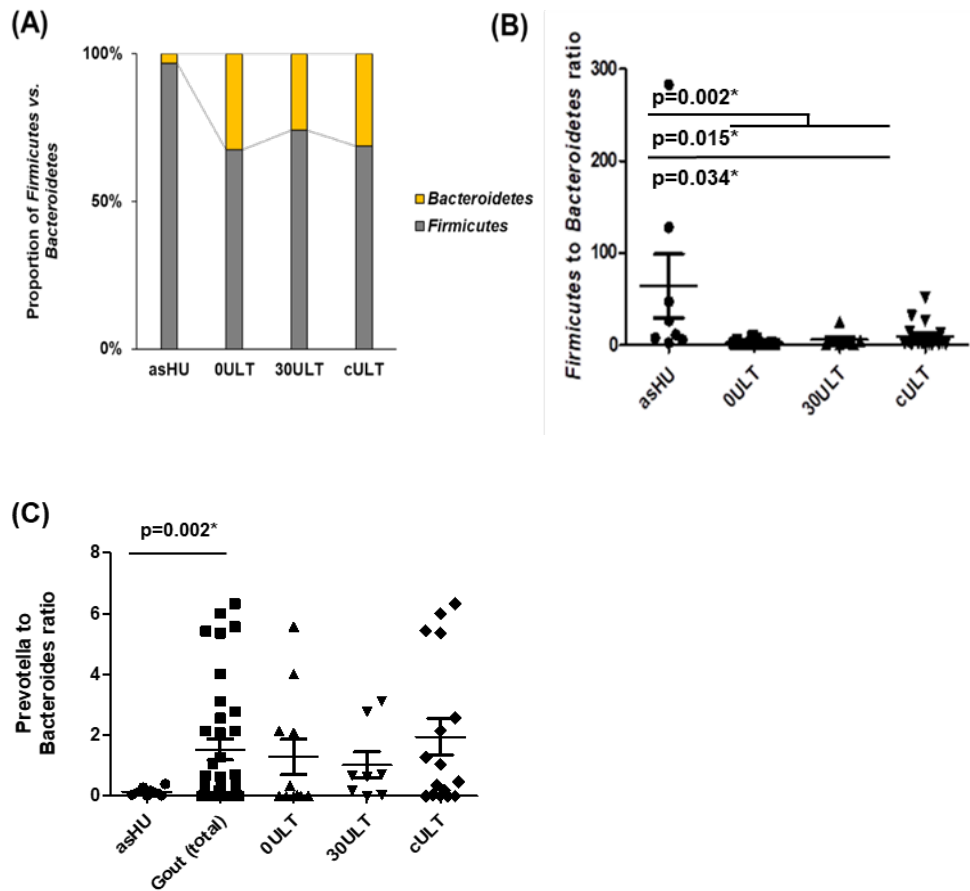 (A)
Proportion of Firmicutes vs.
Bacteroidetes
100%
50%
0%
asHU
0ULT
30ULT
cULT
Bacteroidetes
Firmicutes
(B)
Firmicutes to Bacteroidetes ratio
300
200
100
0
p=0.002*
p=0.015*
p=0.034*
asHU
0ULT
30ULT
cULT
(C)
p=0.002*
Prevotella to
Bacteroides ratio
8
6
4
2
0
asHU
Gout (total)
0ULT
30ULT
cULT